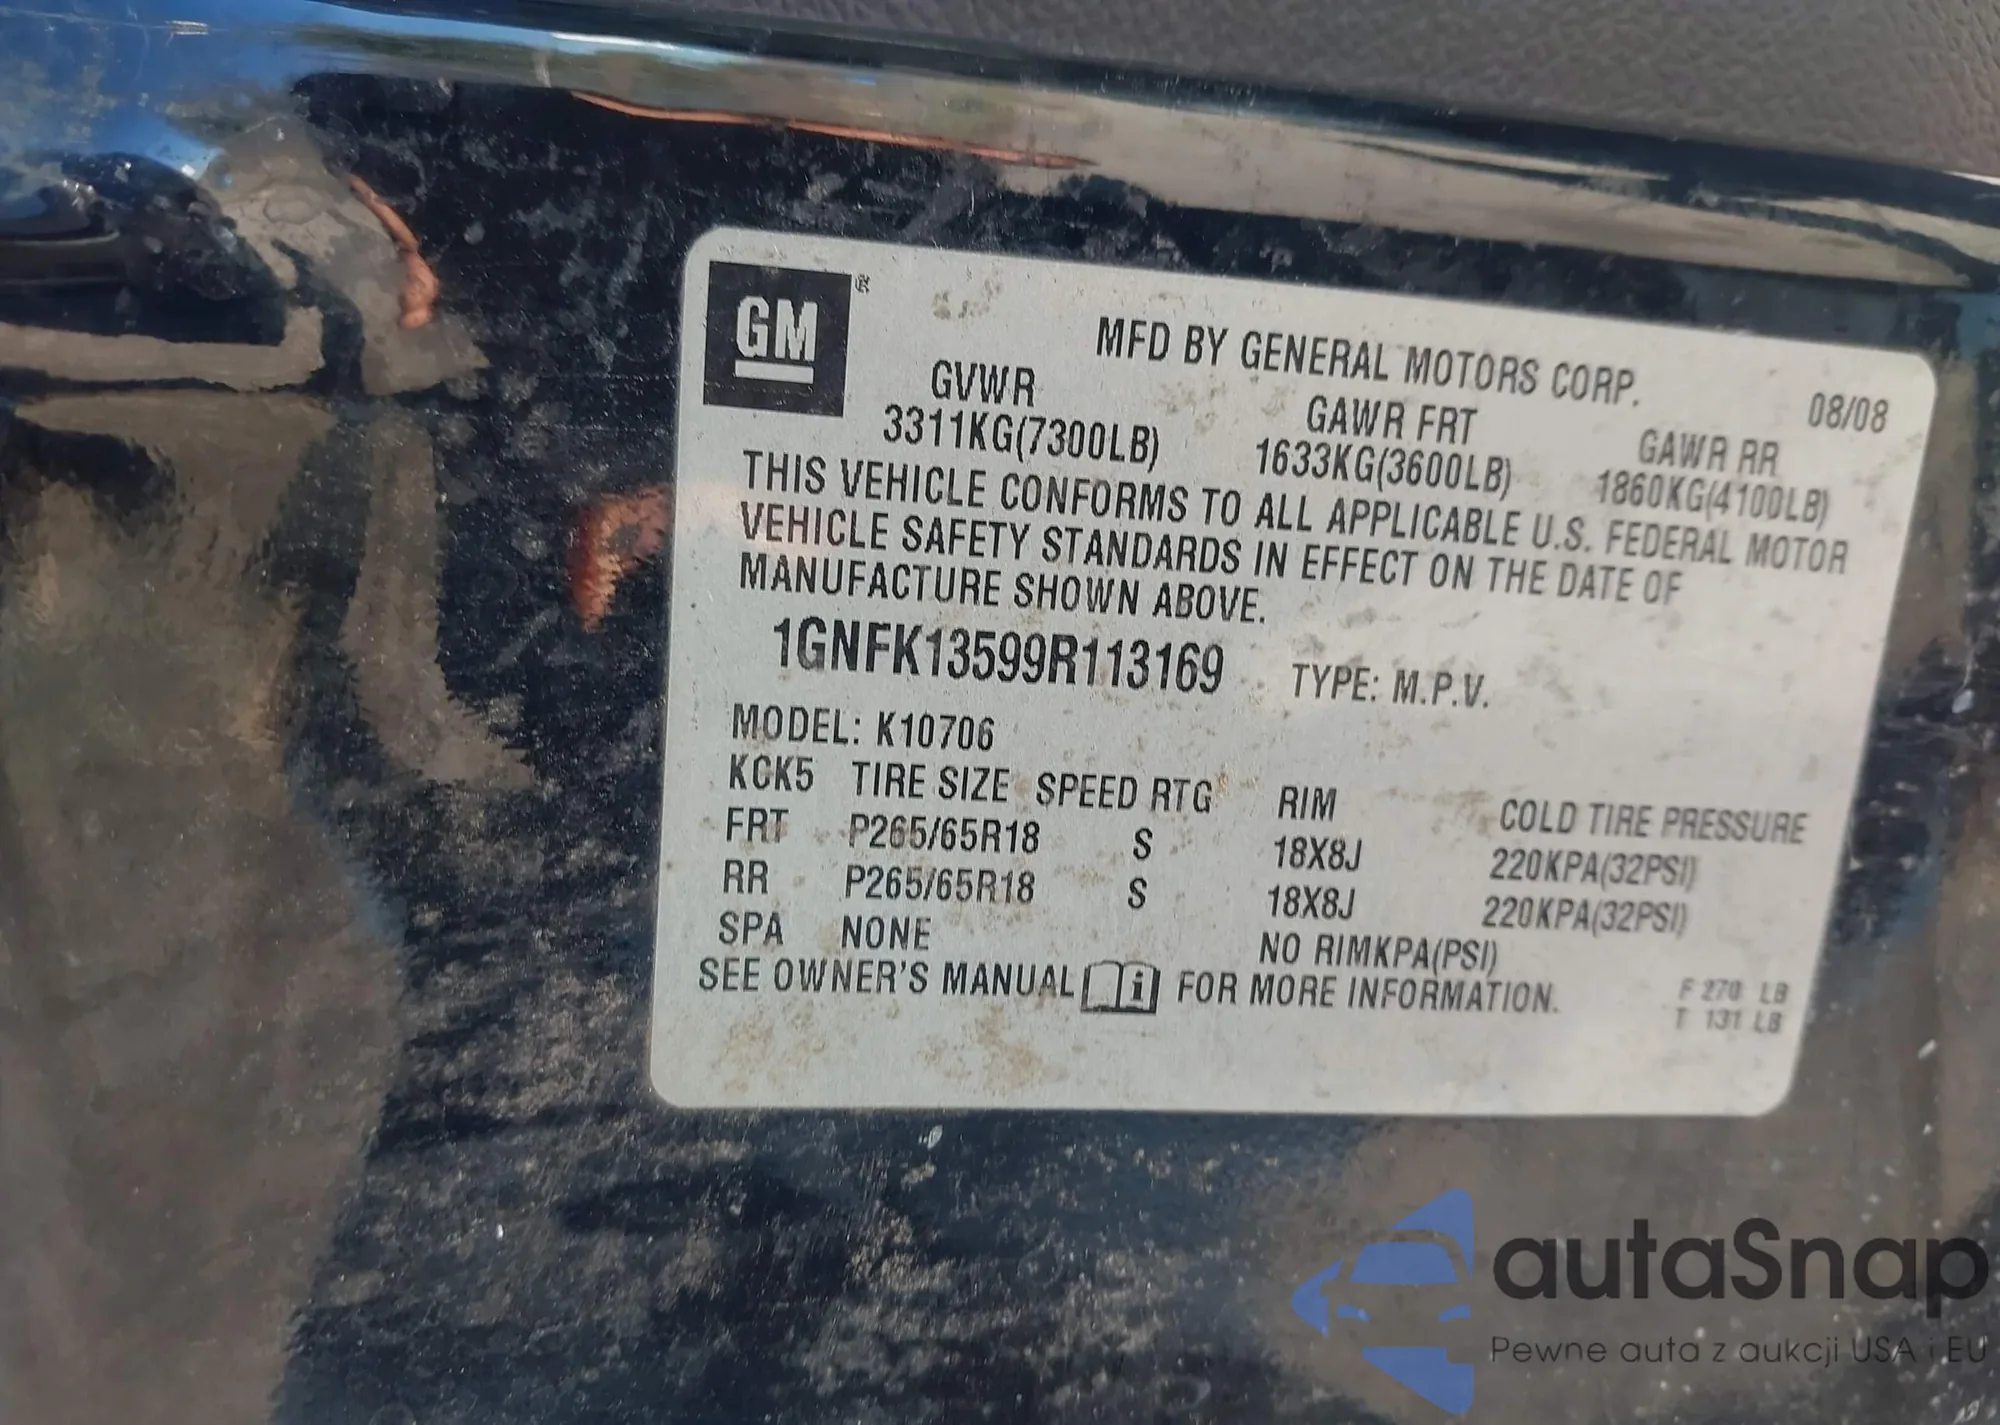 GM
MFD BY GENERAL MOTORS CORP. 08/08
GVWR GAWR FRT GAWR RR
3311KG(7300LB) 1633KG(3600LB) 1860KG(4100LB)
THIS VEHICLE CONFORMS TO ALL APPLICABLE U.S. FEDERAL MOTOR
VEHICLE SAFETY STANDARDS IN EFFECT ON THE DATE OF
MANUFACTURE SHOWN ABOVE.
1GNFK13599R113169 TYPE: M.P.V.
MODEL: K10706
KCK5 TIRE SIZE SPEED RTG RIM COLD TIRE PRESSURE
FRT P265/65R18 S 18X8J 220KPA(32PSI)
RR P265/65R18 S 18X8J 220KPA(32PSI)
SPA NONE NO RIMKPA(PSI)
SEE OWNER'S MANUAL i FOR MORE INFORMATION.
F 270 LB
T 131 LB
autaSnap
Pewne auta z aukcji USA i EU